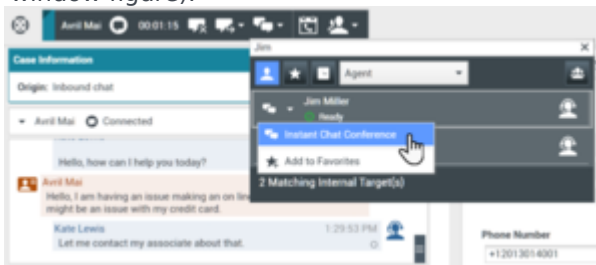 window figure).
Avril Mai 00:01:15
Jim
Case Information
Origin: Inbound chat
Agent
Jim Miller
Ready
Avril Mai Connected
Instant Chat Conference
Add to Favorites
Hello, how can I help you today?
2 Matching Internal Target(s)
Avril Mai
Hello, I am having an issue making an on line
might be an issue with my credit card.
Kate Lewis 1:29:53 PM
Let me contact my associate about that.
Phone Number
+12013014001